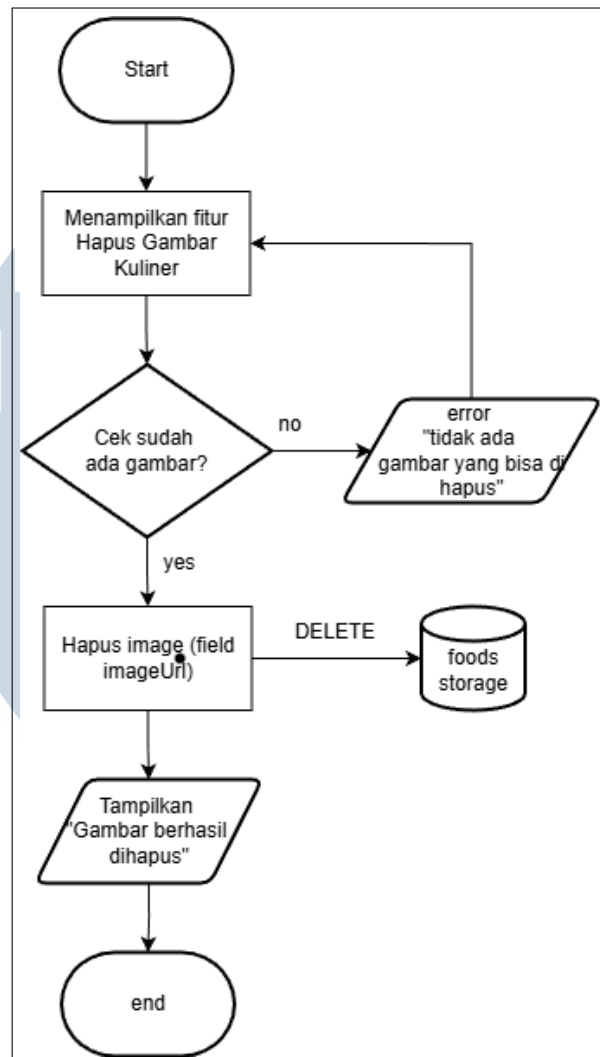 Start
Menampilkan fitur
Hapus Gambar
Kuliner
Cek sudah
ada gambar?
no
error
"tidak ada
gambar yang bisa di
hapus"
yes
Hapus image (field
imageUrl)
DELETE
foods
storage
Tampilkan
"Gambar berhasil
dihapus"
end